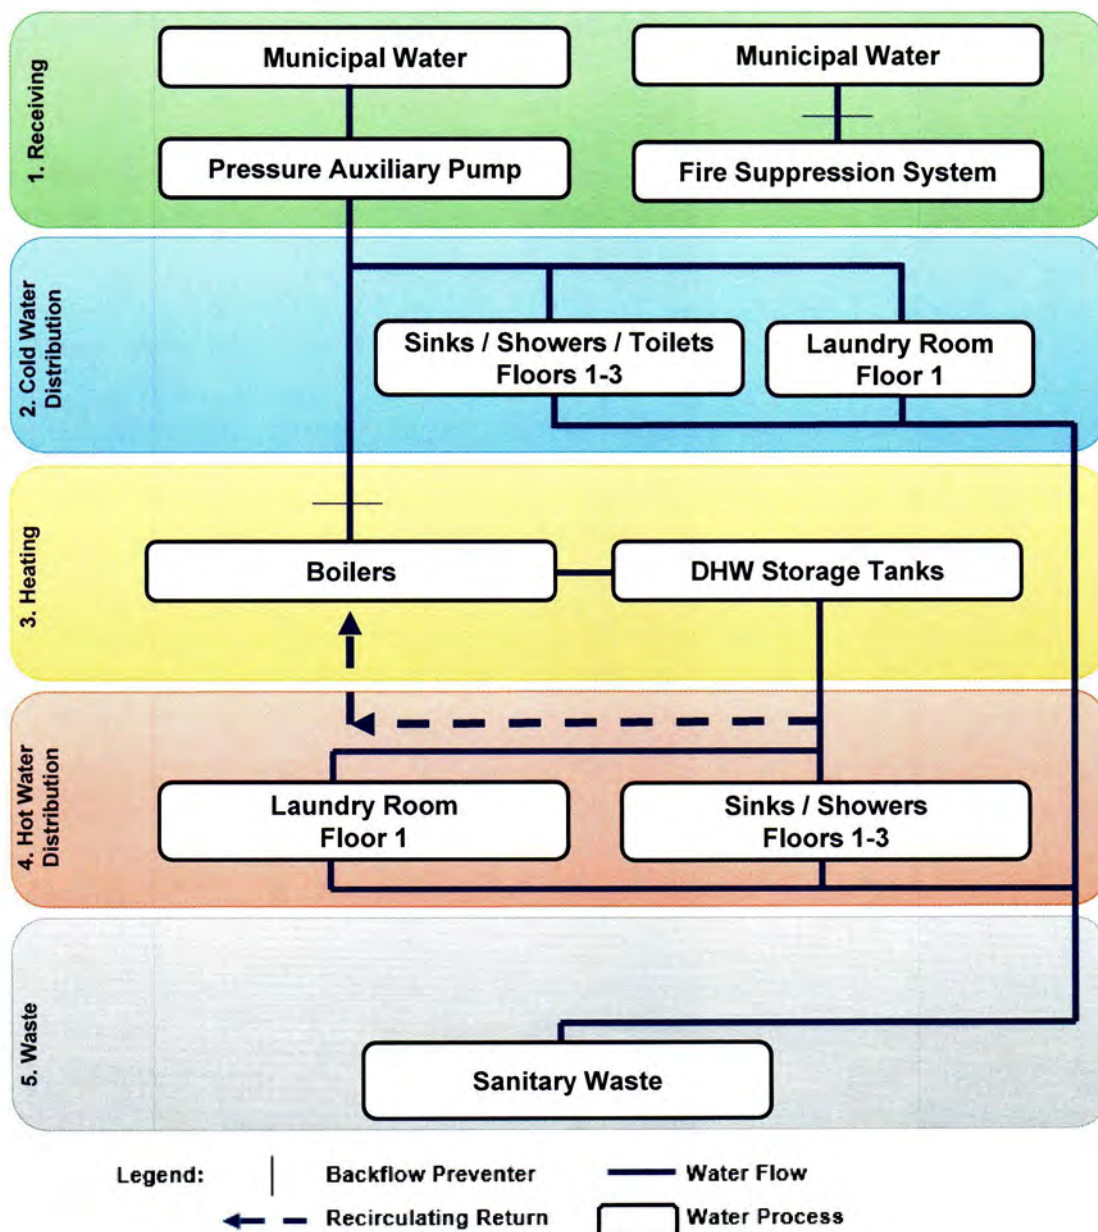 1. Receiving
Municipal Water
Municipal Water
Pressure Auxiliary Pump
Fire Suppression System
2. Cold Water
Distribution
Sinks / Showers / Toilets
Floors 1-3
Laundry Room
Floor 1
3. Heating
Boilers
DHW Storage Tanks
4. Hot Water
Distribution
Laundry Room
Floor 1
Sinks / Showers
Floors 1-3
5. Waste
Sanitary Waste
Legend:
Backflow Preventer
Water Flow
Recirculating Return
Water Process